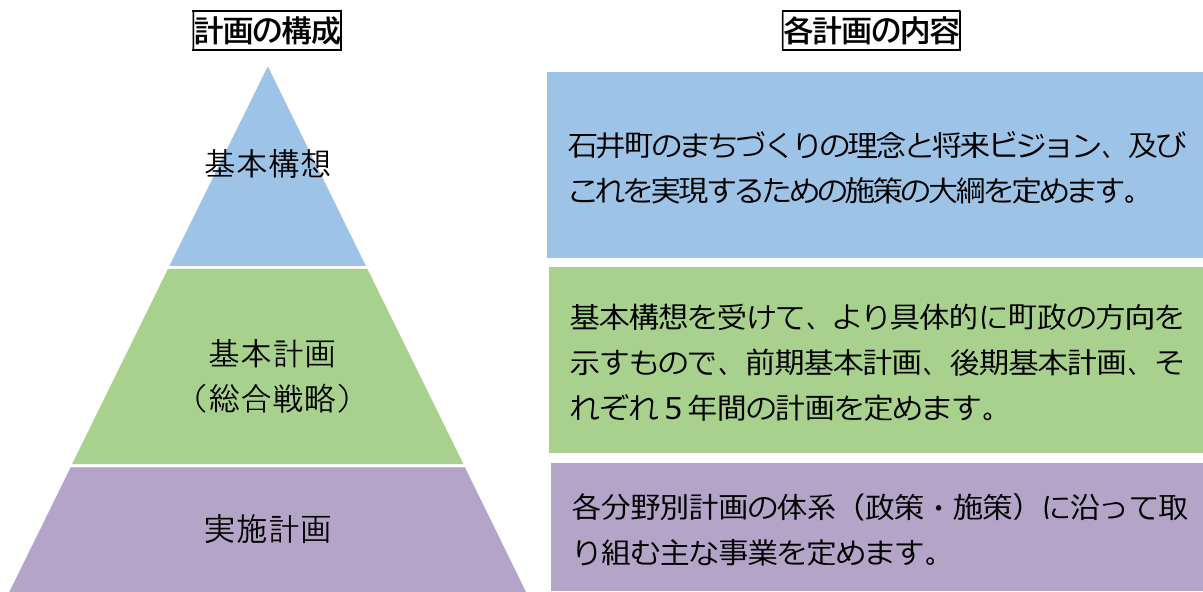 計画の構成
各計画の内容
基本構想
石井町のまちづくりの理念と将来ビジョン、及び
これを実現するための施策の大綱を定めます。
基本計画
（総合戦略）
基本構想を受けて、より具体的に町政の方向を
示すもので、前期基本計画、後期基本計画、そ
れぞれ５年間の計画を定めます。
実施計画
各分野別計画の体系（政策・施策）に沿って取
り組む主な事業を定めます。